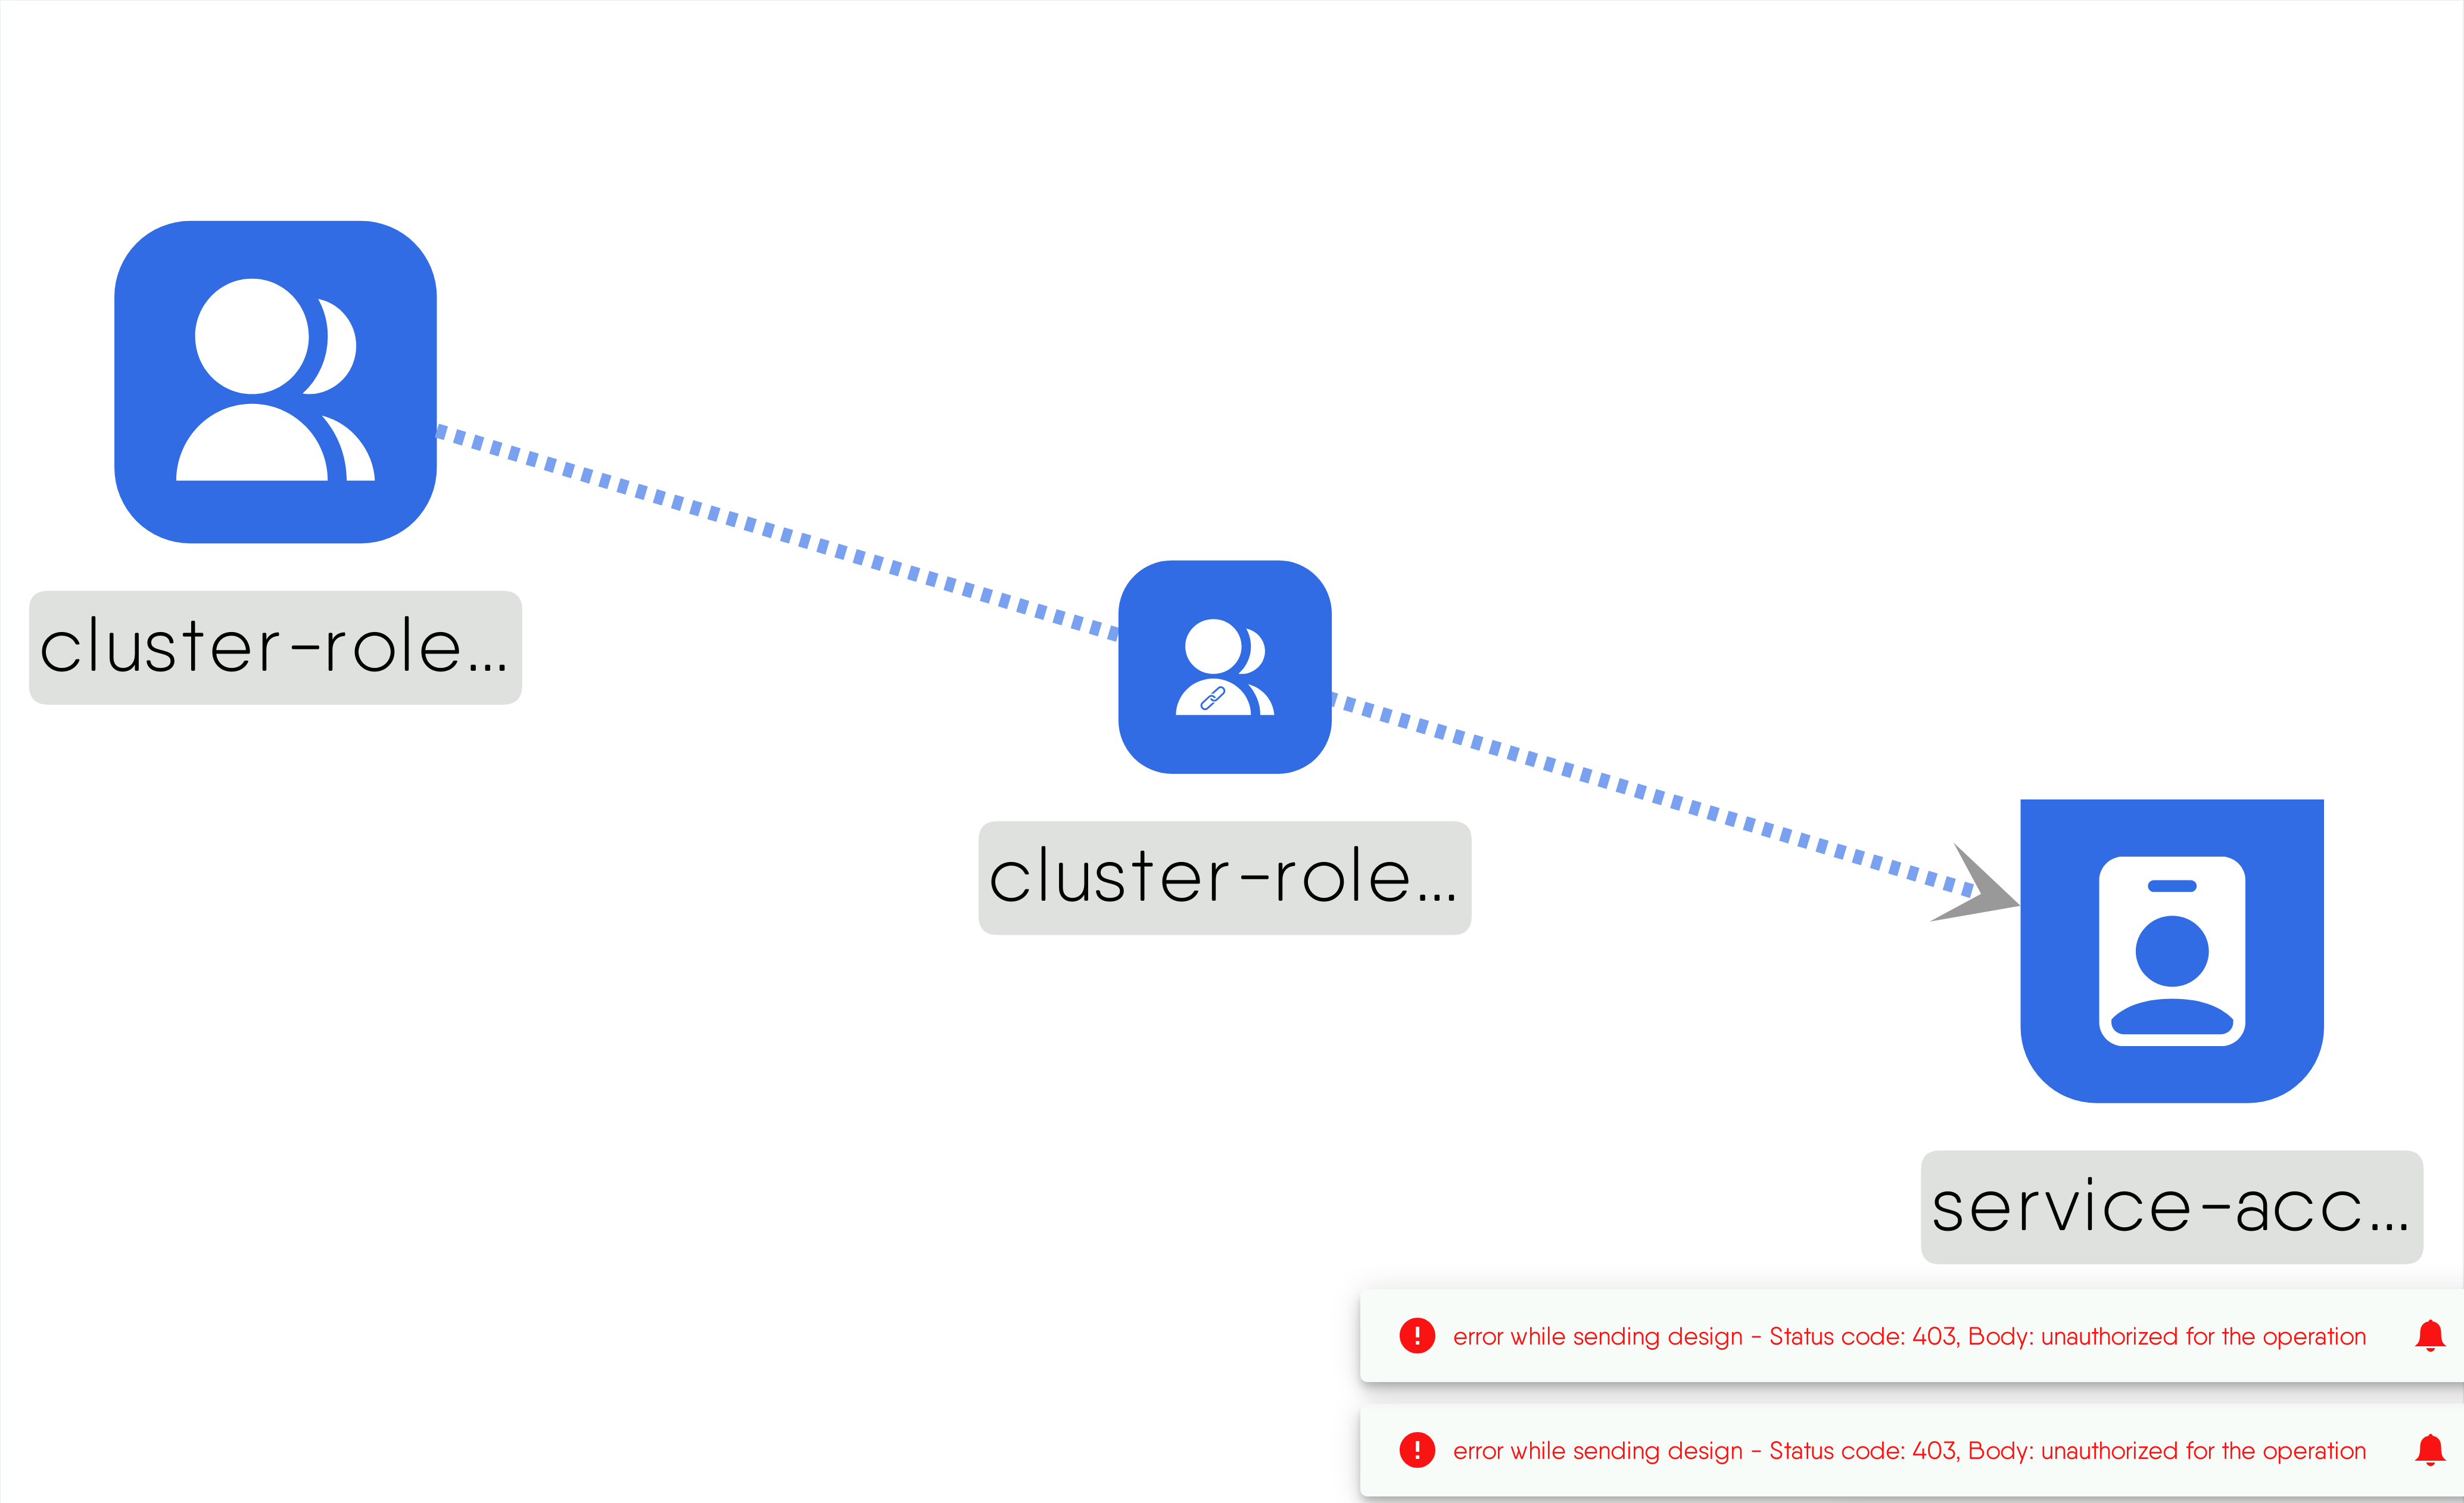 cluster-role...
cluster-role...
service-acc...
error while sending design - Status code: 403, Body: unauthorized for the operation
error while sending design - Status code: 403, Body: unauthorized for the operation